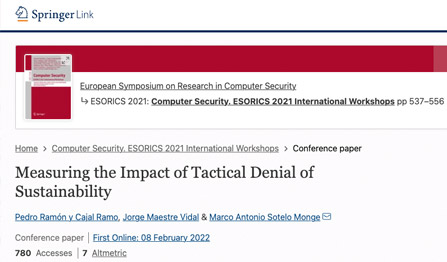 Springer Link
Computer Security
European Symposium on Research in Computer Security
↳ ESORICS 2021: Computer Security. ESORICS 2021 International Workshops pp 537–556
Home > Computer Security. ESORICS 2021 International Workshops > Conference paper
Measuring the Impact of Tactical Denial of
Sustainability
Pedro Ramón y Cajal Ramo, Jorge Maestre Vidal & Marco Antonio Sotelo Monge
Conference paper | First Online: 08 February 2022
780 Accesses | 7 Altmetric